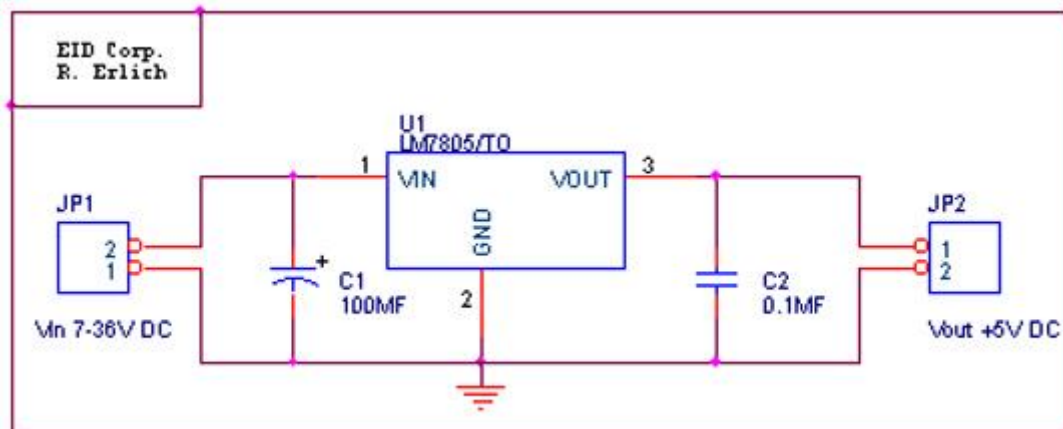 EID Corp.
R. Erlich
U1
LM7805/TO
1
VIN
VOUT
3
GND
2
JP1
2
1
Vin 7-36V DC
+
C1
100MF
C2
0.1MF
JP2
1
2
Vout +5V DC